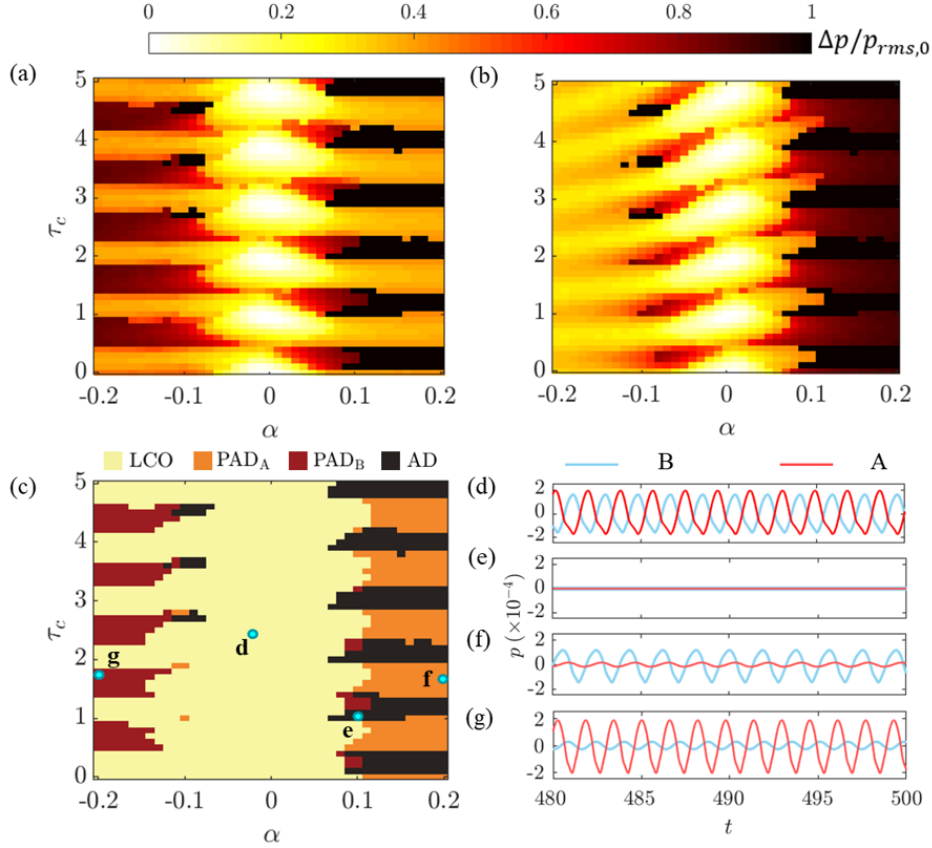 0 0.2 0.4 0.6 0.8 1
Δp/p_{rms,0}
(a) (b)
5 5
4 4
3 3
τ_c τ_c
2 2
1 1
0 0
-0.2 -0.1 0 0.1 0.2 -0.2 -0.1 0 0.1 0.2
α α
LCO PAD_A PAD_B AD B A
(c) (d)
5 2
0
-2
4 (e) 2
0
-2
3
τ_c p (×10^{-4})
d
g (f) 2
2 0
-2
f
(g) 2
1 e 0
-2
0
-0.2 -0.1 0 0.1 0.2 480 485 490 495 500
α t